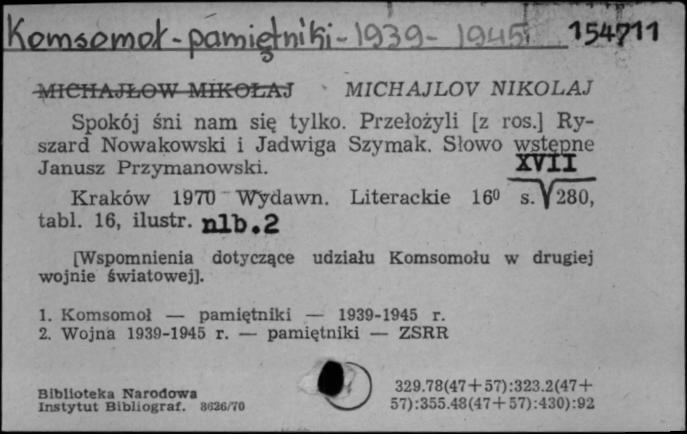 Komsomoł - pamiętniki - 1939 - 1945 154711
MICHAJŁOW MIKOŁAJ MICHAJLOV NIKOLAJ
Spokój śni nam się tylko. Przełożyli [z ros.] Ry-
szard Nowakowski i Jadwiga Szymak. Słowo wstępne
Janusz Przymanowski. XVII
Kraków 1970 Wydawn. Literackie 16⁰ s. √ 280,
tabl. 16, ilustr. nlb.2
[Wspomnienia dotyczące udziału Komsomołu w drugiej
wojnie światowej].
1. Komsomoł — pamiętniki — 1939-1945 r.
2. Wojna 1939-1945 r. — pamiętniki — ZSRR
Biblioteka Narodowa 329.78(47+57):323.2(47+
Instytut Bibliograf. 8626/70 57):355.48(47+57):430):92